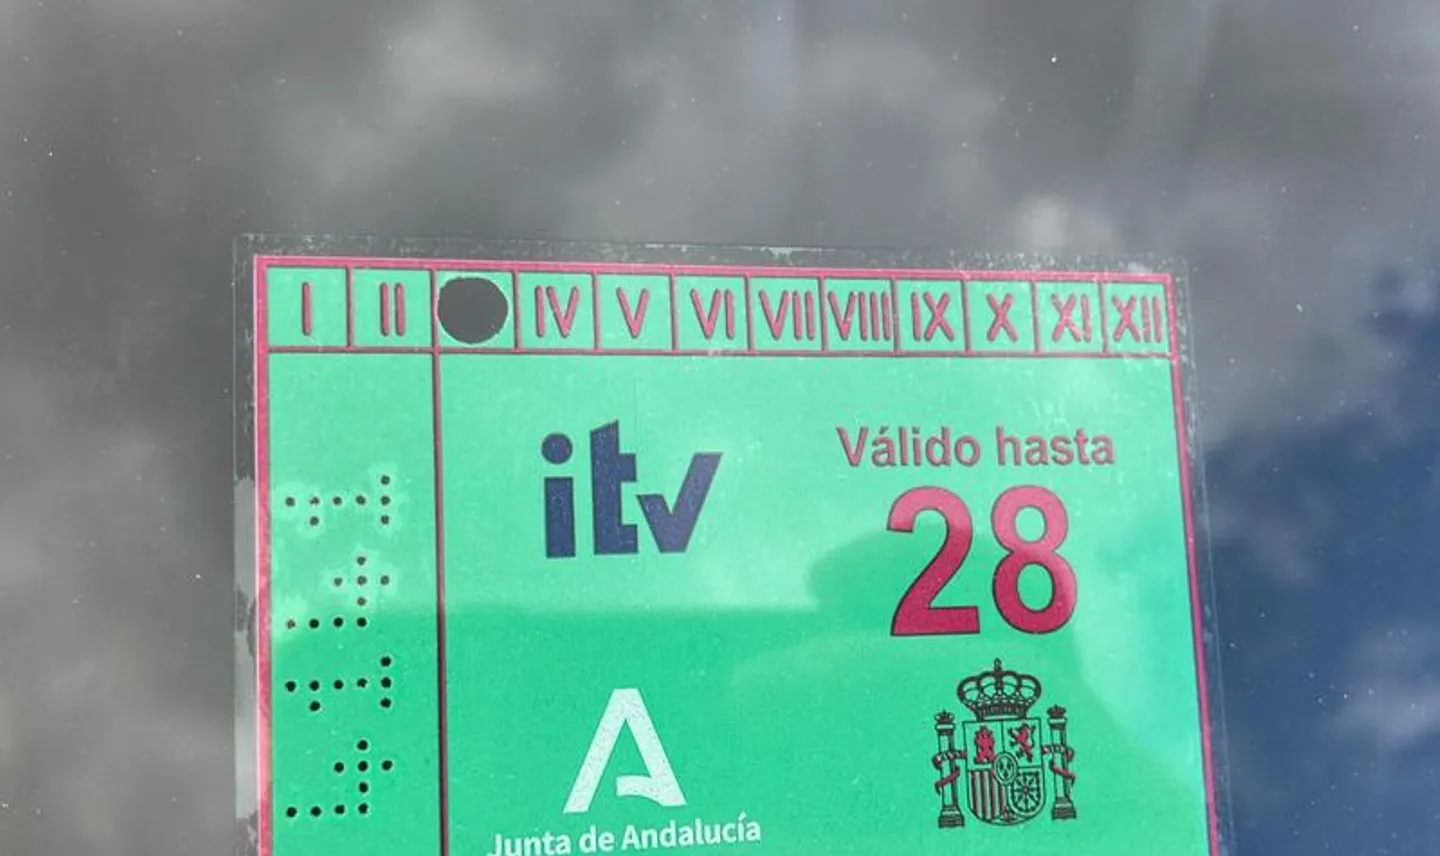 I II IV V VI VII VIII IX X XI XII
itv
Válido hasta
28
Junta de Andalucía